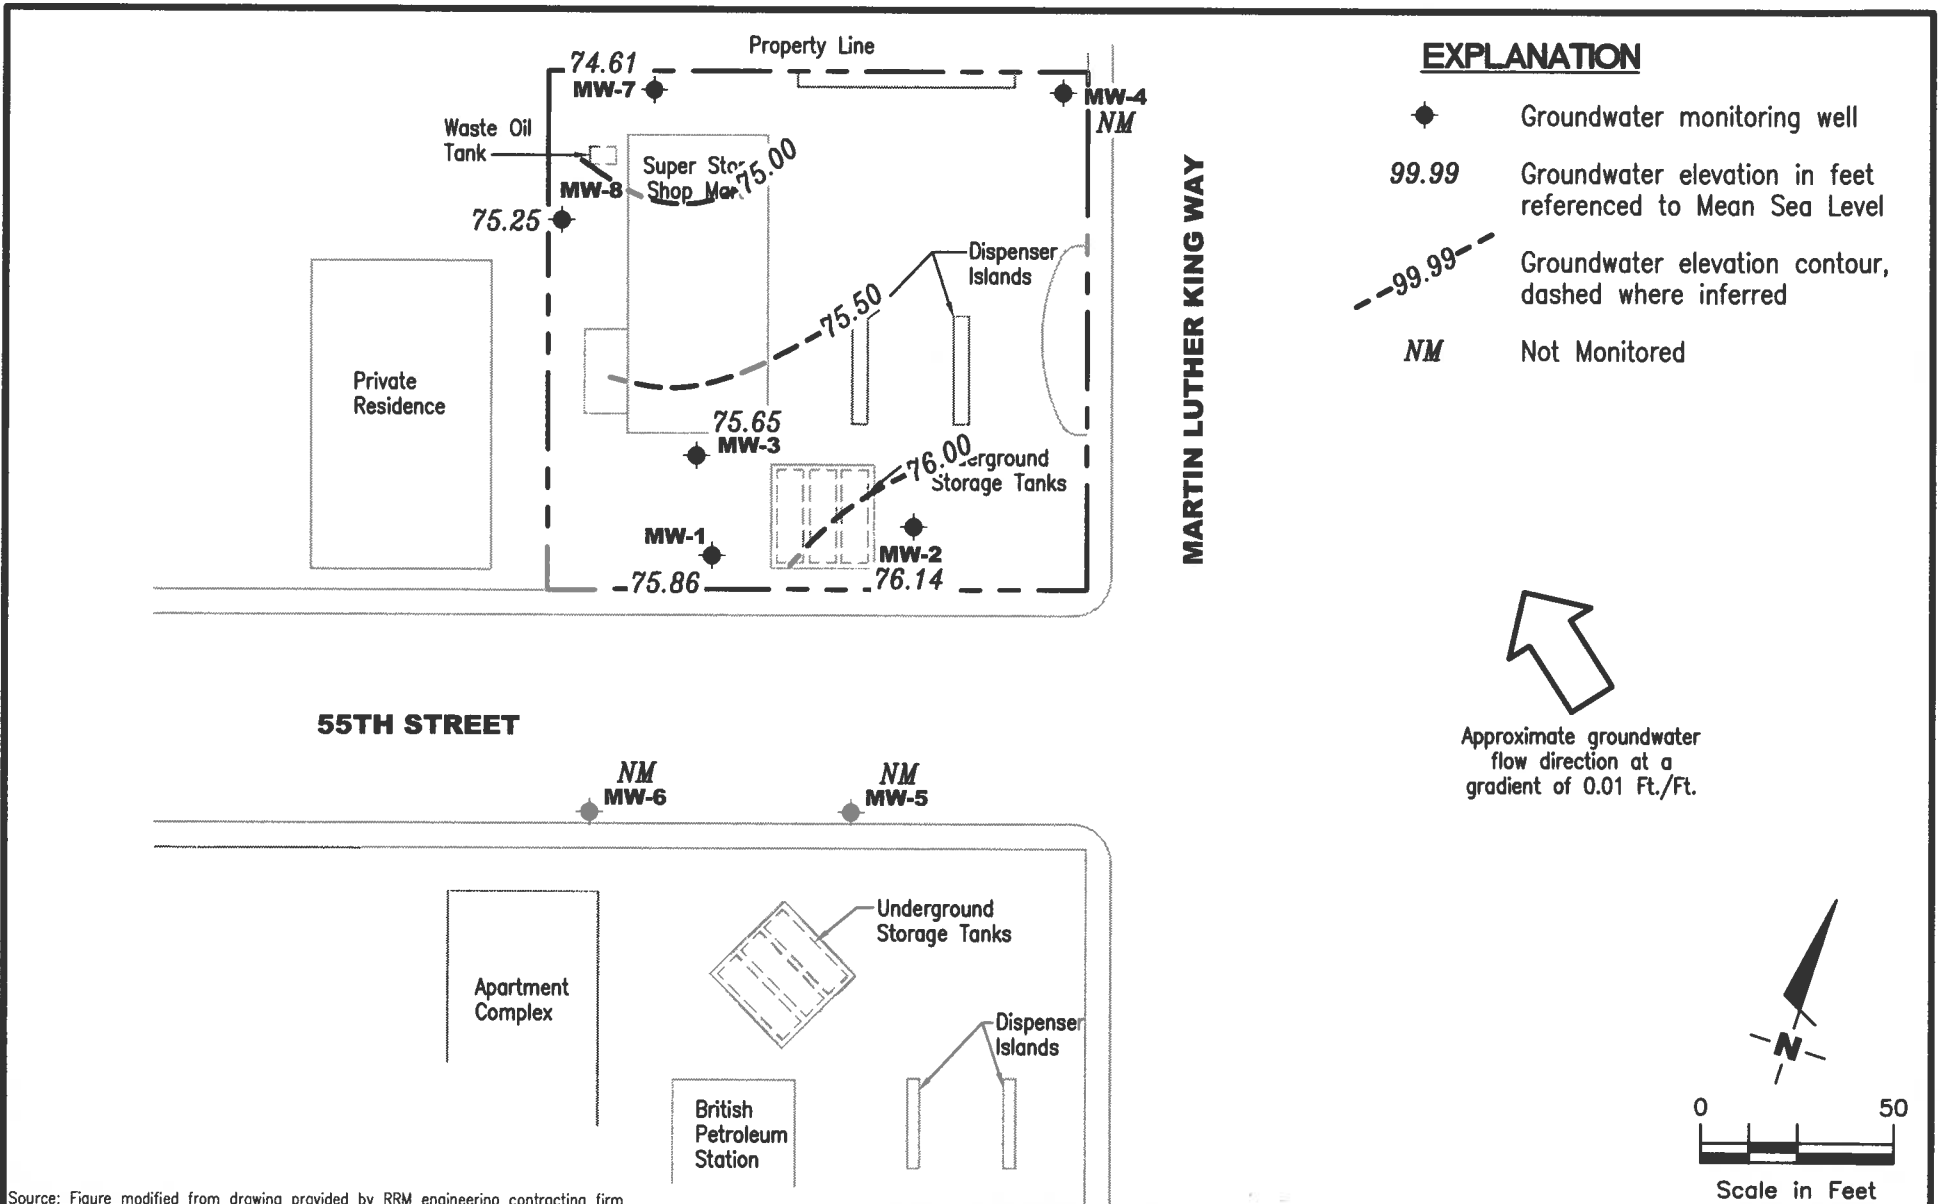 Property Line
74.61
MW-7
MW-4
NM
Waste Oil
Tank
Super
Shop
75.00
MW-8
75.25
Dispenser
Islands
75.50
Private
Residence
75.65
MW-3
76.00
Storage Tanks
MW-1
75.86
MW-2
76.14
MARTIN LUTHER KING WAY
55TH STREET
NM
MW-6
NM
MW-5
Underground
Storage Tanks
Apartment
Complex
Dispenser
Islands
British
Petroleum
Station
EXPLANATION
Groundwater monitoring well
99.99
Groundwater elevation in feet
referenced to Mean Sea Level
99.99
Groundwater elevation contour,
dashed where inferred
NM
Not Monitored
Approximate groundwater
flow direction at a
gradient of 0.01 Ft./Ft.
N
0 50
Scale in Feet
Source: Figure modified from drawing provided by RRM engineering contracting firm